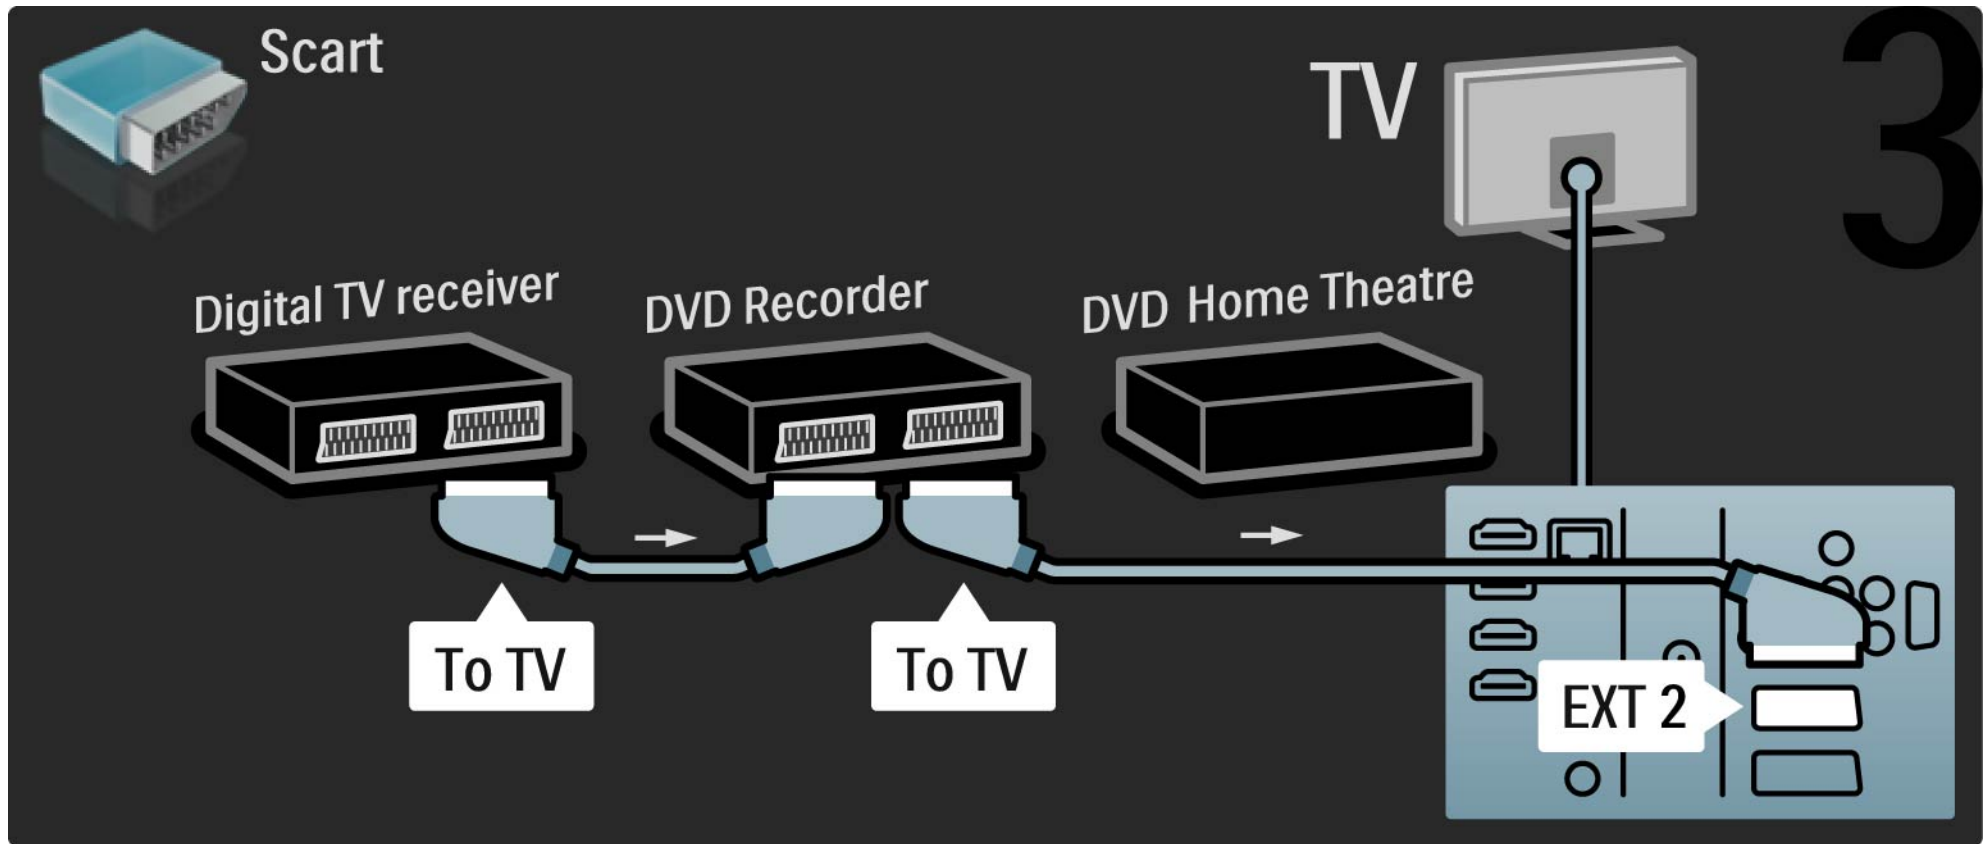 Scart
TV
3
Digital TV receiver
DVD Recorder
DVD Home Theatre
To TV
To TV
EXT 2